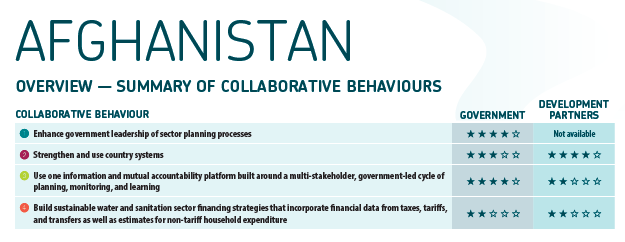 AFGHANISTAN
OVERVIEW — SUMMARY OF COLLABORATIVE BEHAVIOURS
COLLABORATIVE BEHAVIOUR GOVERNMENT DEVELOPMENT PARTNERS
1 Enhance government leadership of sector planning processes ★★★★☆ Not available
2 Strengthen and use country systems ★★★☆☆ ★★★★☆
3 Use one information and mutual accountability platform built around a multi-stakeholder, government-led cycle of
planning, monitoring, and learning ★★★★☆ ★★☆☆☆
4 Build sustainable water and sanitation sector financing strategies that incorporate financial data from taxes, tariffs,
and transfers as well as estimates for non-tariff household expenditure ★★☆☆☆ ★★☆☆☆